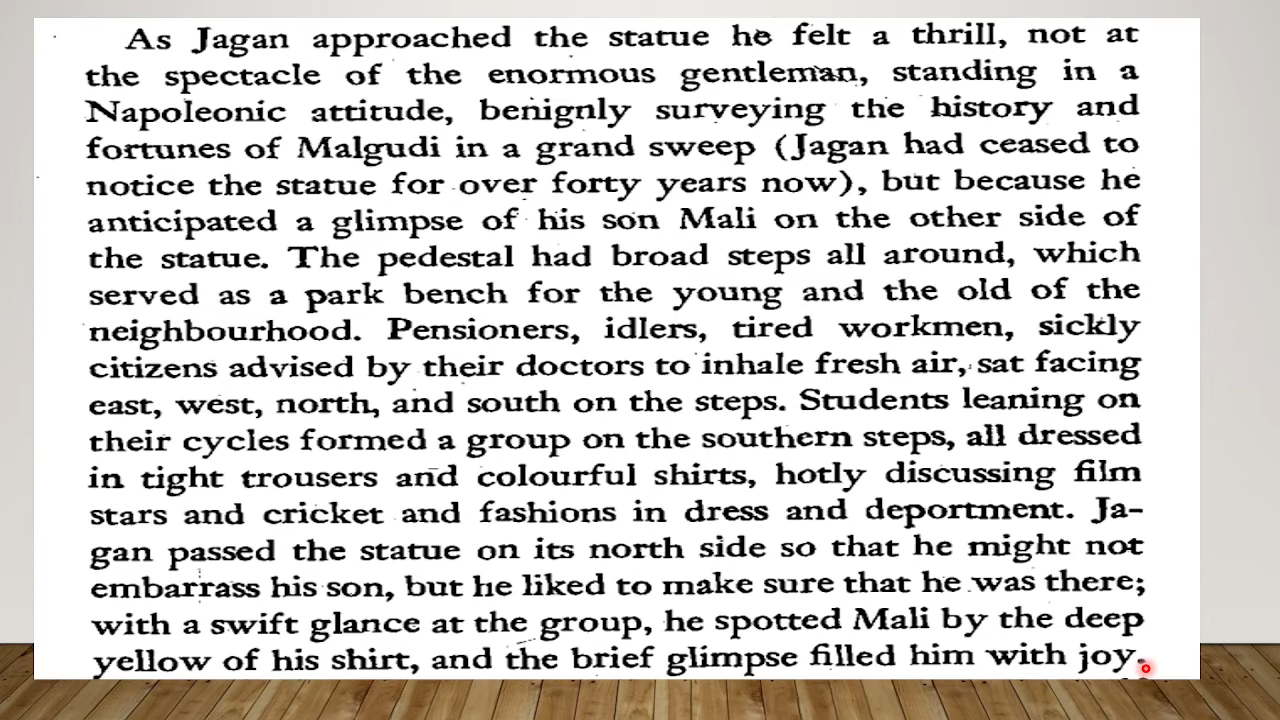 As Jagan approached the statue he felt a thrill, not at
the spectacle of the enormous gentleman, standing in a
Napoleonic attitude, benignly surveying the history and
fortunes of Malgudi in a grand sweep (Jagan had ceased to
notice the statue for over forty years now), but because he
anticipated a glimpse of his son Mali on the other side of
the statue. The pedestal had broad steps all around, which
served as a park bench for the young and the old of the
neighbourhood. Pensioners, idlers, tired workmen, sickly
citizens advised by their doctors to inhale fresh air, sat facing
east, west, north, and south on the steps. Students leaning on
their cycles formed a group on the southern steps, all dressed
in tight trousers and colourful shirts, hotly discussing film
stars and cricket and fashions in dress and deportment. Ja-
gan passed the statue on its north side so that he might not
embarrass his son, but he liked to make sure that he was there;
with a swift glance at the group, he spotted Mali by the deep
yellow of his shirt, and the brief glimpse filled him with joy.